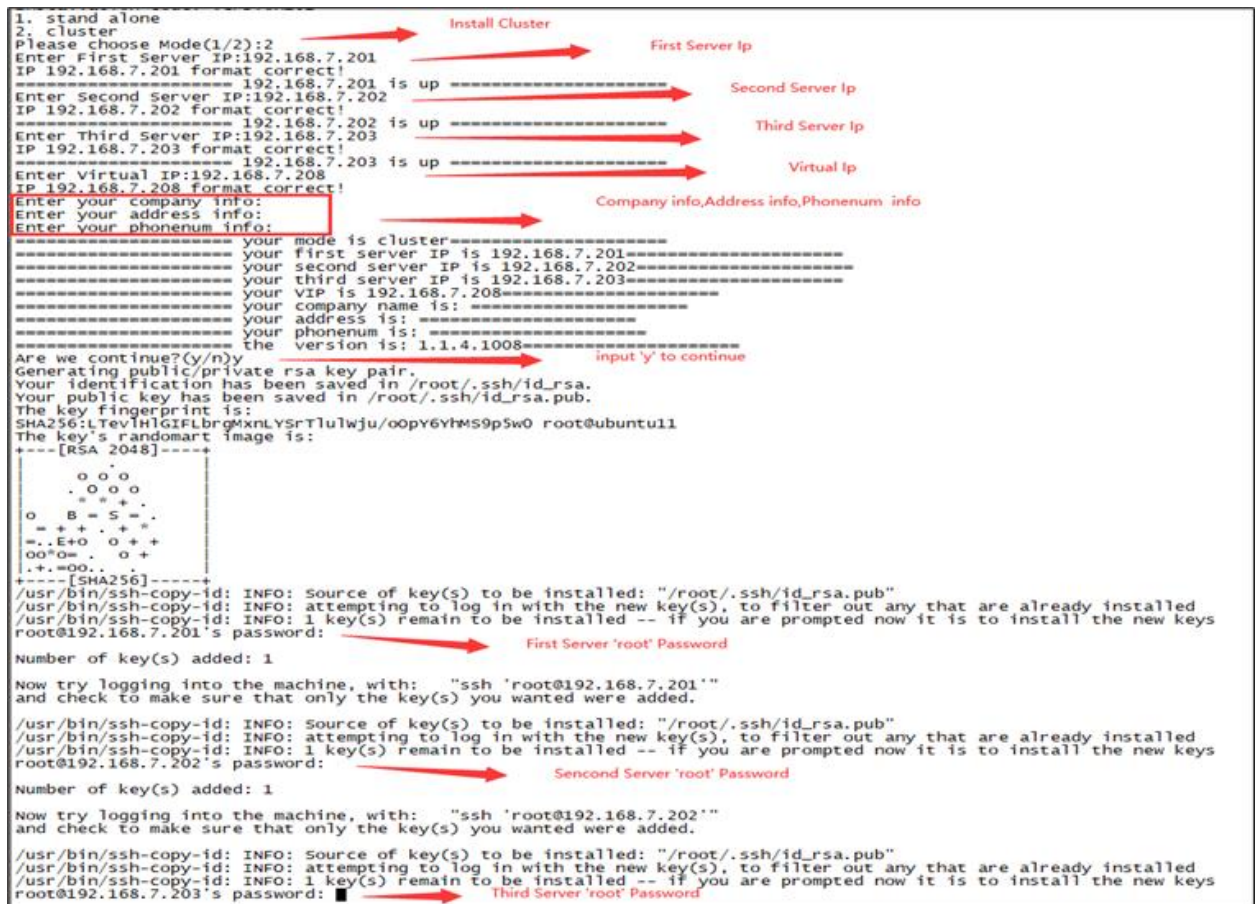 1. stand alone
2. cluster
Install Cluster
Please choose Mode(1/2):2
First Server Ip
Enter First Server IP:192.168.7.201
IP 192.168.7.201 format correct!
===================== 192.168.7.201 is up =====================
Second Server Ip
Enter Second Server IP:192.168.7.202
IP 192.168.7.202 format correct!
===================== 192.168.7.202 is up =====================
Third Server Ip
Enter Third Server IP:192.168.7.203
IP 192.168.7.203 format correct!
===================== 192.168.7.203 is up =====================
Virtual Ip
Enter Virtual IP:192.168.7.208
IP 192.168.7.208 format correct!
Enter your company info:
Company info,Address info,Phonenum info
Enter your address info:
Enter your phonenum info:
===================== your mode is cluster=====================
===================== your first server IP is 192.168.7.201=====================
===================== your second server IP is 192.168.7.202=====================
===================== your third server IP is 192.168.7.203=====================
===================== your VIP is 192.168.7.208=====================
===================== your company name is: =====================
===================== your address is: =====================
===================== your phonenum is: =====================
===================== the version is: 1.1.4.1008=====================
Are we continue?(y/n)y
input 'y' to continue
Generating public/private rsa key pair.
Your identification has been saved in /root/.ssh/id_rsa.
Your public key has been saved in /root/.ssh/id_rsa.pub.
The key fingerprint is:
SHA256:LTevlHlGIFLbrgMxnLYSrTlulWju/oOpY6YhMS9p5wO root@ubuntu11
The key's randomart image is:
+---[RSA 2048]----+
| . |
| o o o |
| . O o o |
| * * + . |
|o B = S = . |
| = + + . + * |
|=..E+o o + + |
|oo*o= . o + |
|.+.=oo.. . |
+----[SHA256]-----+
/usr/bin/ssh-copy-id: INFO: Source of key(s) to be installed: "/root/.ssh/id_rsa.pub"
/usr/bin/ssh-copy-id: INFO: attempting to log in with the new key(s), to filter out any that are already installed
/usr/bin/ssh-copy-id: INFO: 1 key(s) remain to be installed -- if you are prompted now it is to install the new keys
root@192.168.7.201's password:
First Server 'root' Password
Number of key(s) added: 1
Now try logging into the machine, with: "ssh 'root@192.168.7.201'"
and check to make sure that only the key(s) you wanted were added.
/usr/bin/ssh-copy-id: INFO: Source of key(s) to be installed: "/root/.ssh/id_rsa.pub"
/usr/bin/ssh-copy-id: INFO: attempting to log in with the new key(s), to filter out any that are already installed
/usr/bin/ssh-copy-id: INFO: 1 key(s) remain to be installed -- if you are prompted now it is to install the new keys
root@192.168.7.202's password:
Sencond Server 'root' Password
Number of key(s) added: 1
Now try logging into the machine, with: "ssh 'root@192.168.7.202'"
and check to make sure that only the key(s) you wanted were added.
/usr/bin/ssh-copy-id: INFO: Source of key(s) to be installed: "/root/.ssh/id_rsa.pub"
/usr/bin/ssh-copy-id: INFO: attempting to log in with the new key(s), to filter out any that are already installed
/usr/bin/ssh-copy-id: INFO: 1 key(s) remain to be installed -- if you are prompted now it is to install the new keys
root@192.168.7.203's password:
Third Server 'root' Password